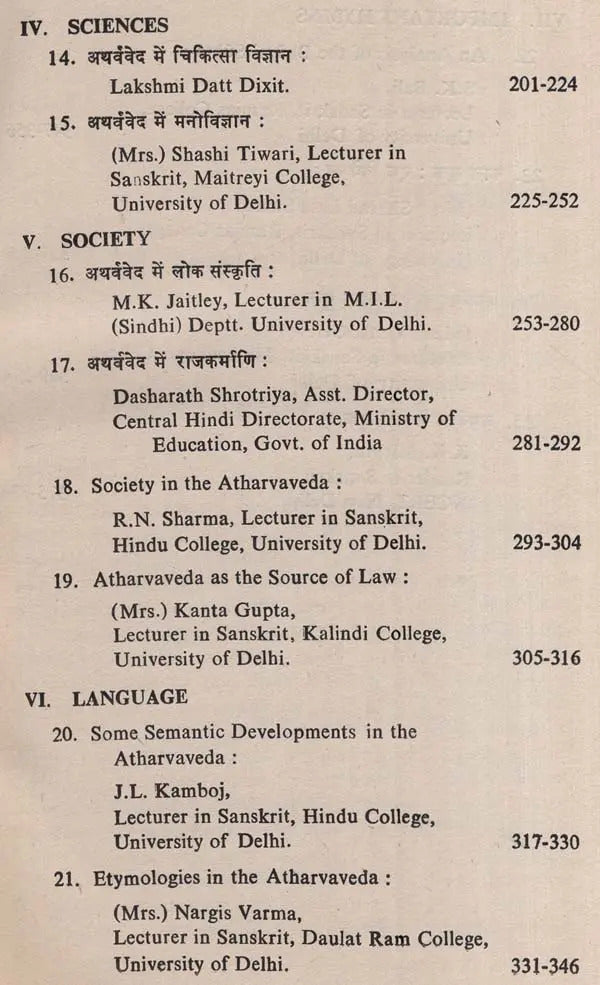 IV. SCIENCES
14. अथर्ववेद में चिकित्सा विज्ञान :
Lakshmi Datt Dixit. 201-224
15. अथर्ववेद में मनोविज्ञान :
(Mrs.) Shashi Tiwari, Lecturer in
Sanskrit, Maitreyi College,
University of Delhi. 225-252
V. SOCIETY
16. अथर्ववेद में लोक संस्कृति :
M.K. Jaitley, Lecturer in M.I.L.
(Sindhi) Deptt. University of Delhi. 253-280
17. अथर्ववेद में राजकर्माणि :
Dasharath Shrotriya, Asst. Director,
Central Hindi Directorate, Ministry of
Education, Govt. of India 281-292
18. Society in the Atharvaveda :
R.N. Sharma, Lecturer in Sanskrit,
Hindu College, University of Delhi. 293-304
19. Atharvaveda as the Source of Law :
(Mrs.) Kanta Gupta,
Lecturer in Sanskrit, Kalindi College,
University of Delhi. 305-316
VI. LANGUAGE
20. Some Semantic Developments in the
Atharvaveda :
J.L. Kamboj,
Lecturer in Sanskrit, Hindu College,
University of Delhi. 317-330
21. Etymologies in the Atharvaveda :
(Mrs.) Nargis Varma,
Lecturer in Sanskrit, Daulat Ram College,
University of Delhi. 331-346